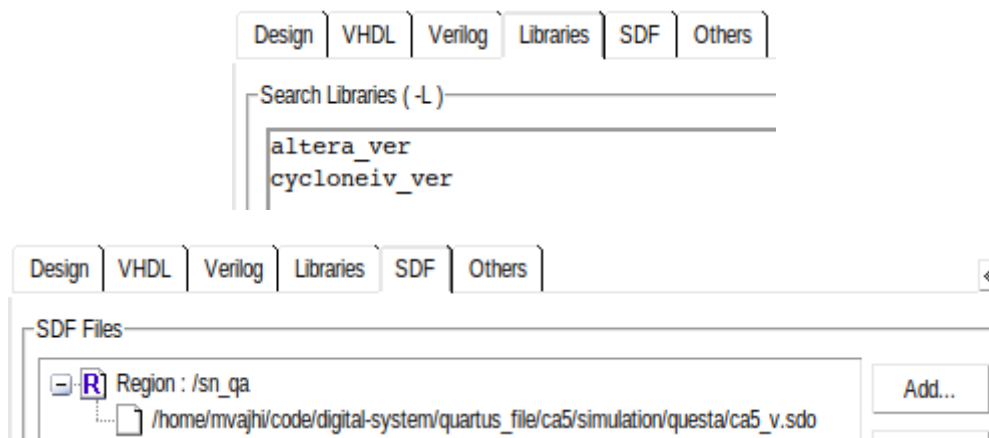 Design VHDL Verilog Libraries SDF Others
Search Libraries ( -L )
altera_ver
cycloneiv_ver
Design VHDL Verilog Libraries SDF Others
SDF Files
R Region : /sn_qa
/home/mvajhi/code/digital-system/quartus_file/ca5/simulation/questa/ca5_v.sdo
Add...